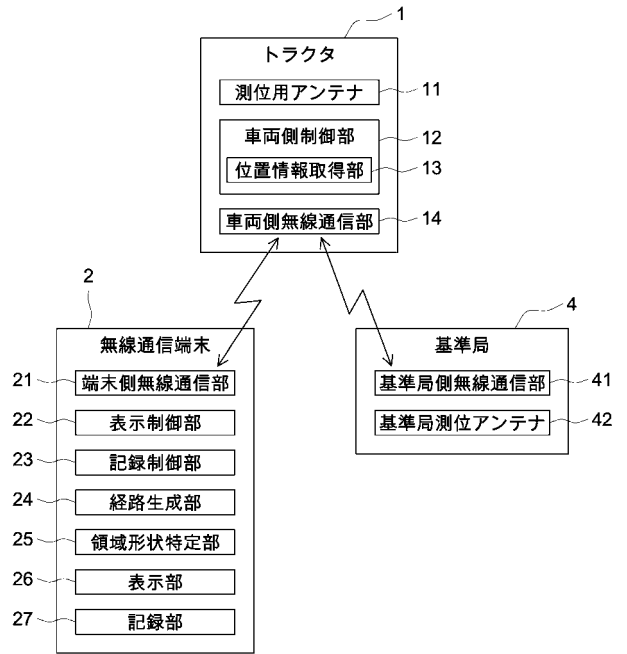 1
トラクタ
測位用アンテナ 11
車両側制御部 12
位置情報取得部 13
車両側無線通信部 14
2
無線通信端末
21 端末側無線通信部
22 表示制御部
23 記録制御部
24 経路生成部
25 領域形状特定部
26 表示部
27 記録部
4
基準局
基準局側無線通信部 41
基準局測位アンテナ 42